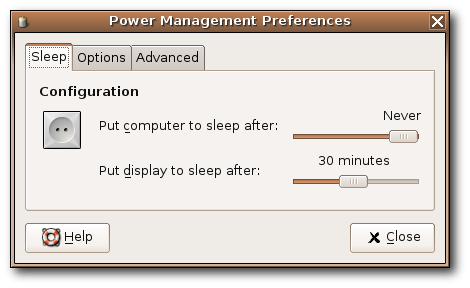 Power Management Preferences
Sleep Options Advanced
Configuration
Never
Put computer to sleep after:
30 minutes
Put display to sleep after:
Help Close